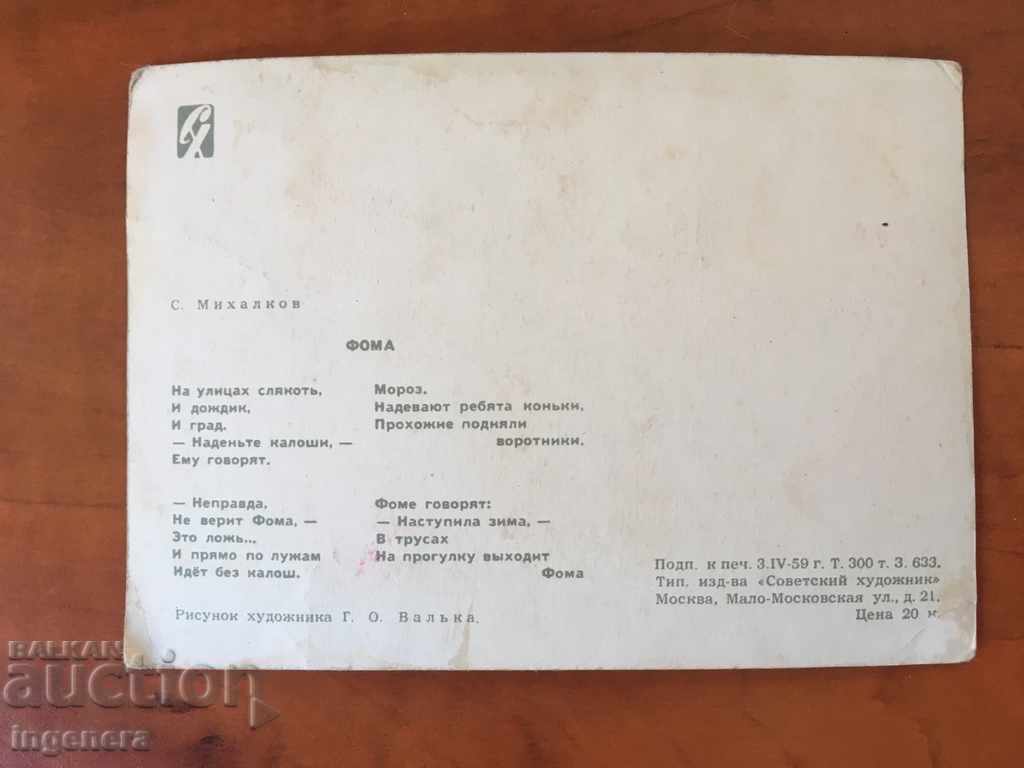 СХ
С. Михалков
ФОМА
На улицах слякоть,
И дождик,
И град.
— Наденьте калоши, —
Ему говорят.
— Неправда,
Не верит Фома, —
Это ложь...
И прямо по лужам
Идёт без калош.
Мороз.
Надевают ребята коньки,
Прохожие подняли
воротники.
Фоме говорят:
— Наступила зима, —
В трусах
На прогулку выходит
Фома
Рисунок художника Г. О. Валька.
Подп. к печ. 3.IV-59 г. Т. 300 т. З. 633.
Тип. изд-ва «Советский художник»
Москва, Мало-Московская ул., д. 21.
Цена 20 к.
BALKAN
auction
ingenera